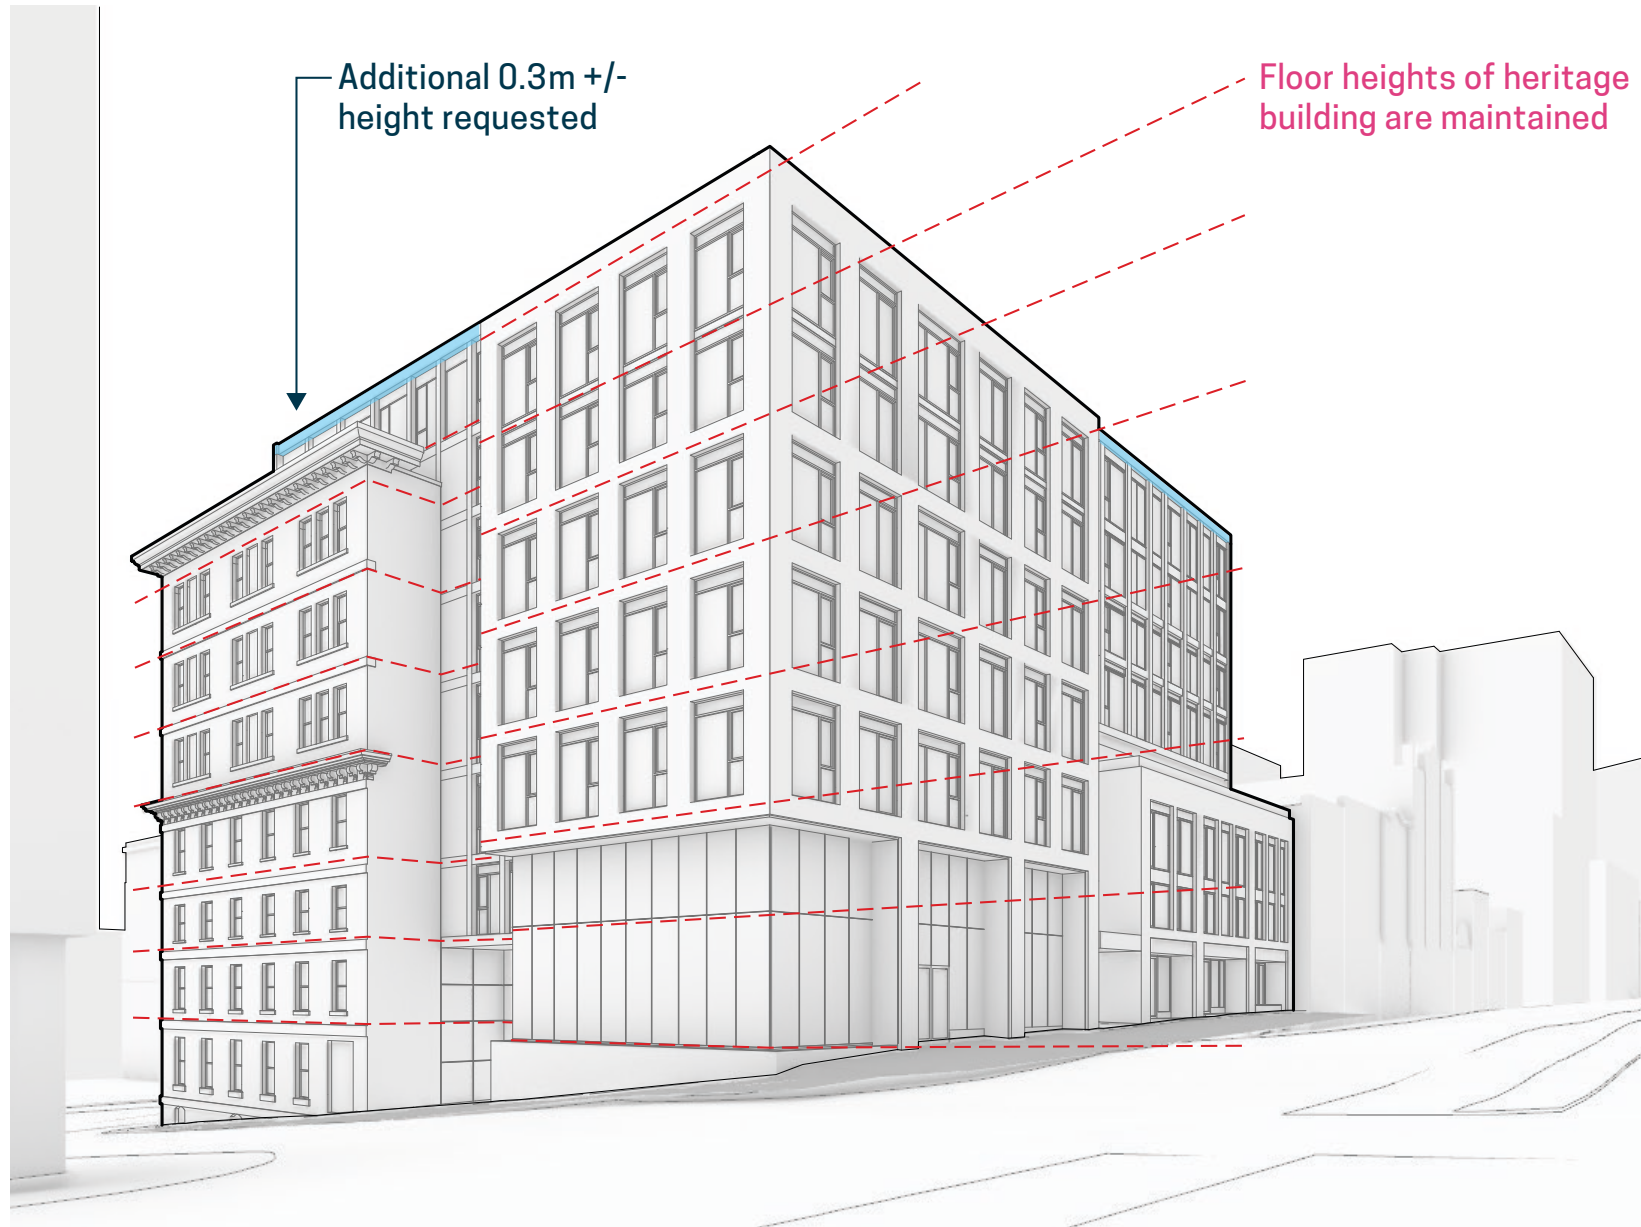 Additional 0.3m +/-
height requested
Floor heights of heritage
building are maintained